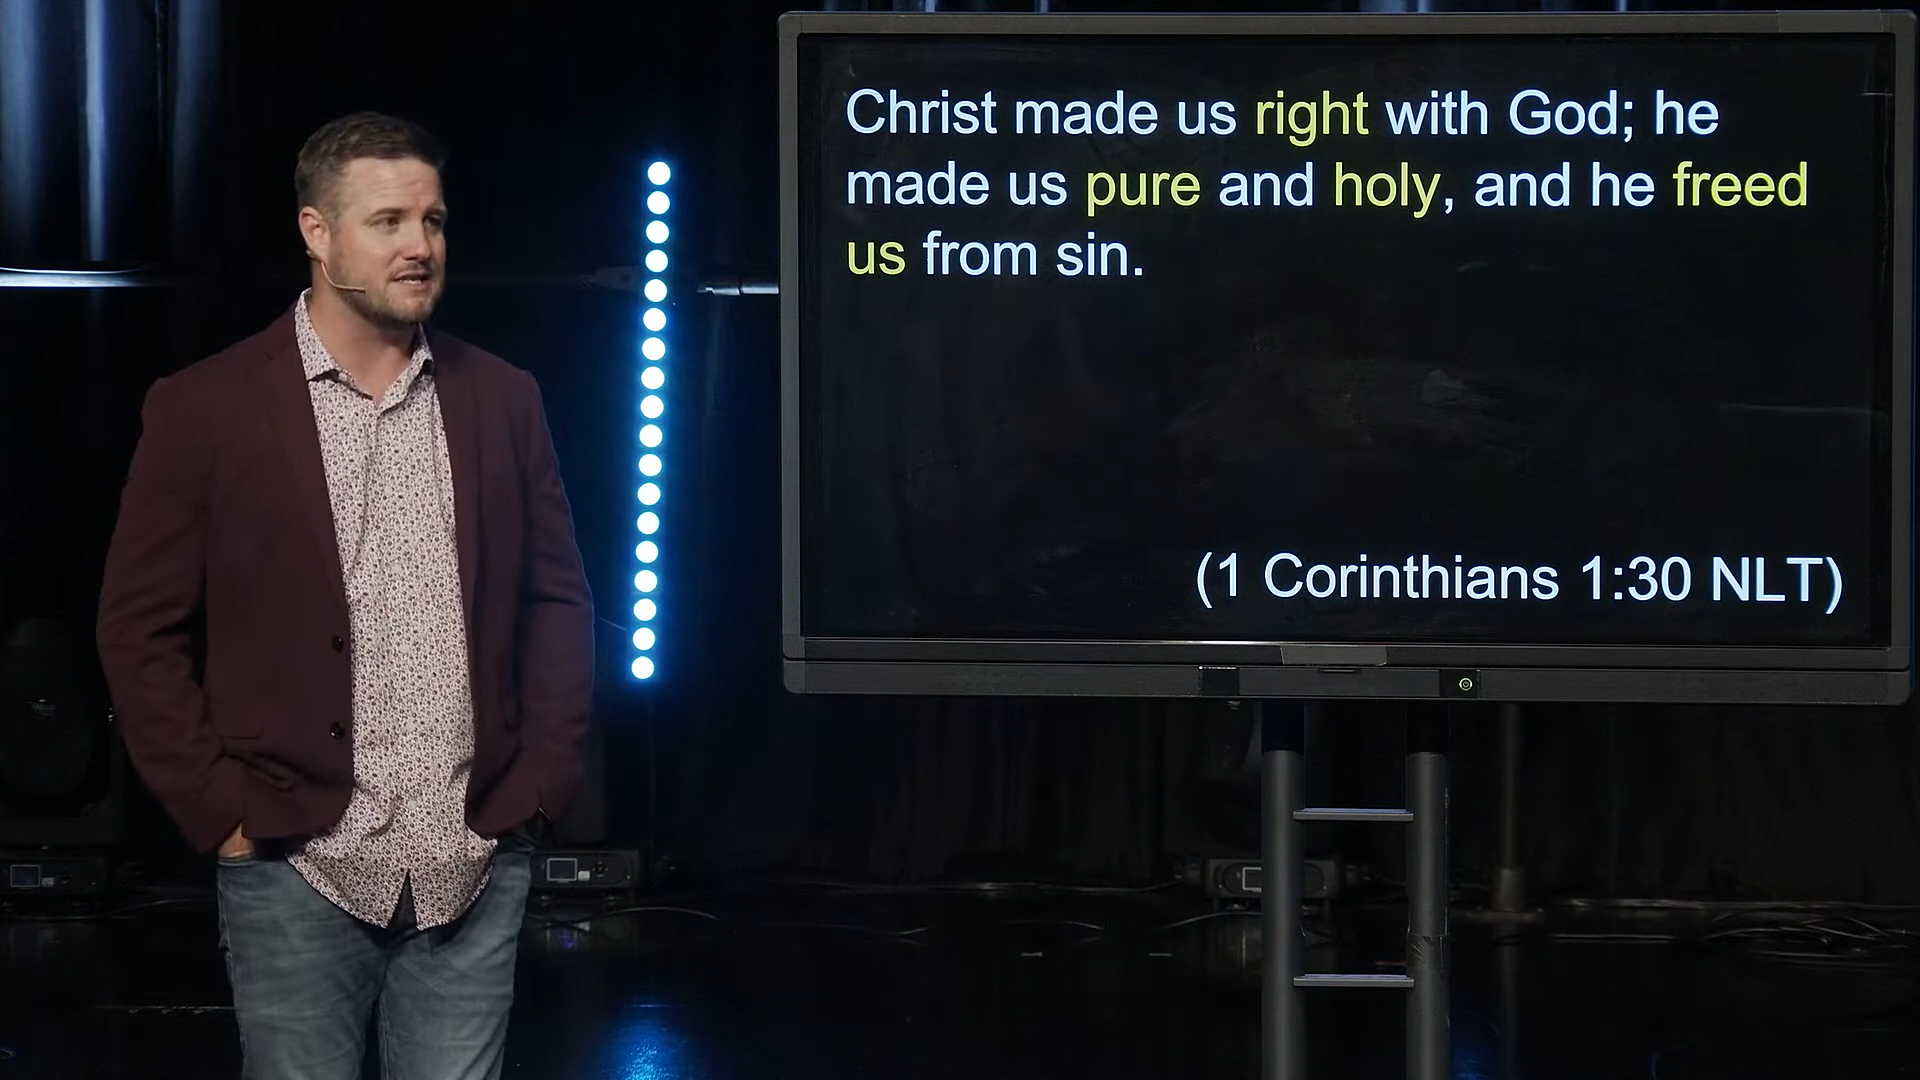 Christ made us right with God; he
made us pure and holy, and he freed
us from sin.
(1 Corinthians 1:30 NLT)